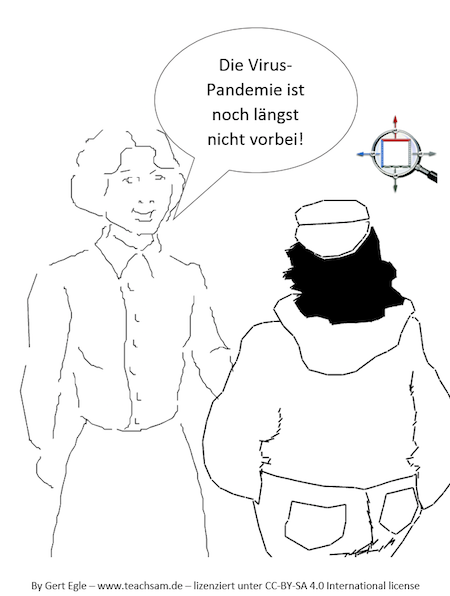 Die Virus-
Pandemie ist
noch längst
nicht vorbei!
By Gert Egle – www.teachsam.de – lizenziert unter CC-BY-SA 4.0 International license